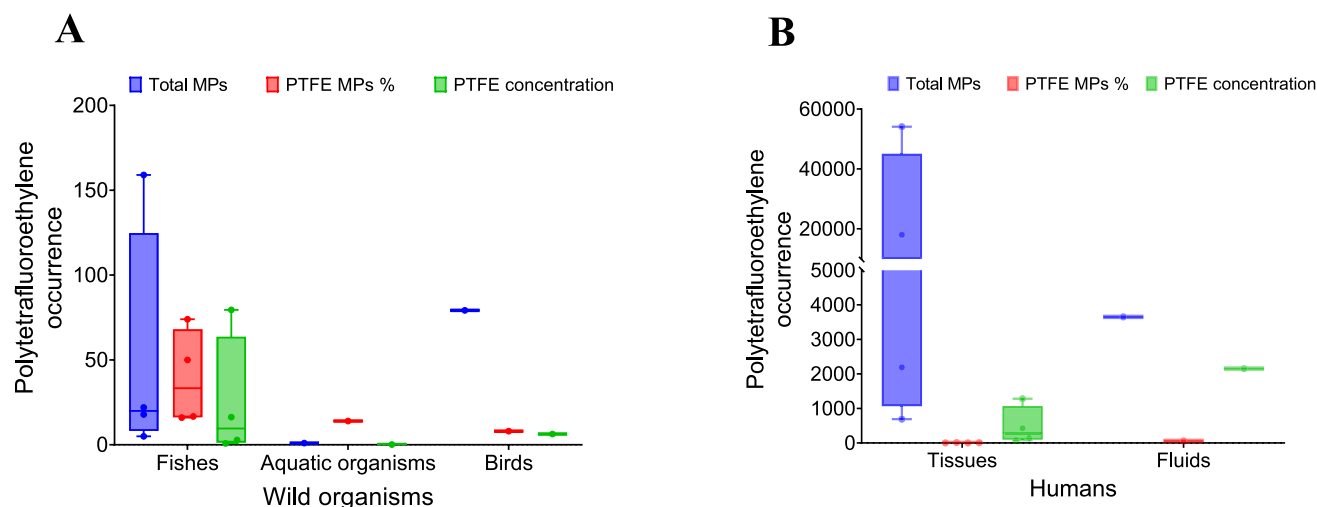 A
Total MPs PTFE MPs % PTFE concentration
Polytetrafluoroethylene
occurrence
200
150
100
50
0
Fishes Aquatic organisms Birds
Wild organisms
B
Total MPs PTFE MPs % PTFE concentration
Polytetrafluoroethylene
occurrence
60000
40000
20000
5000
4000
3000
2000
1000
0
Tissues Fluids
Humans